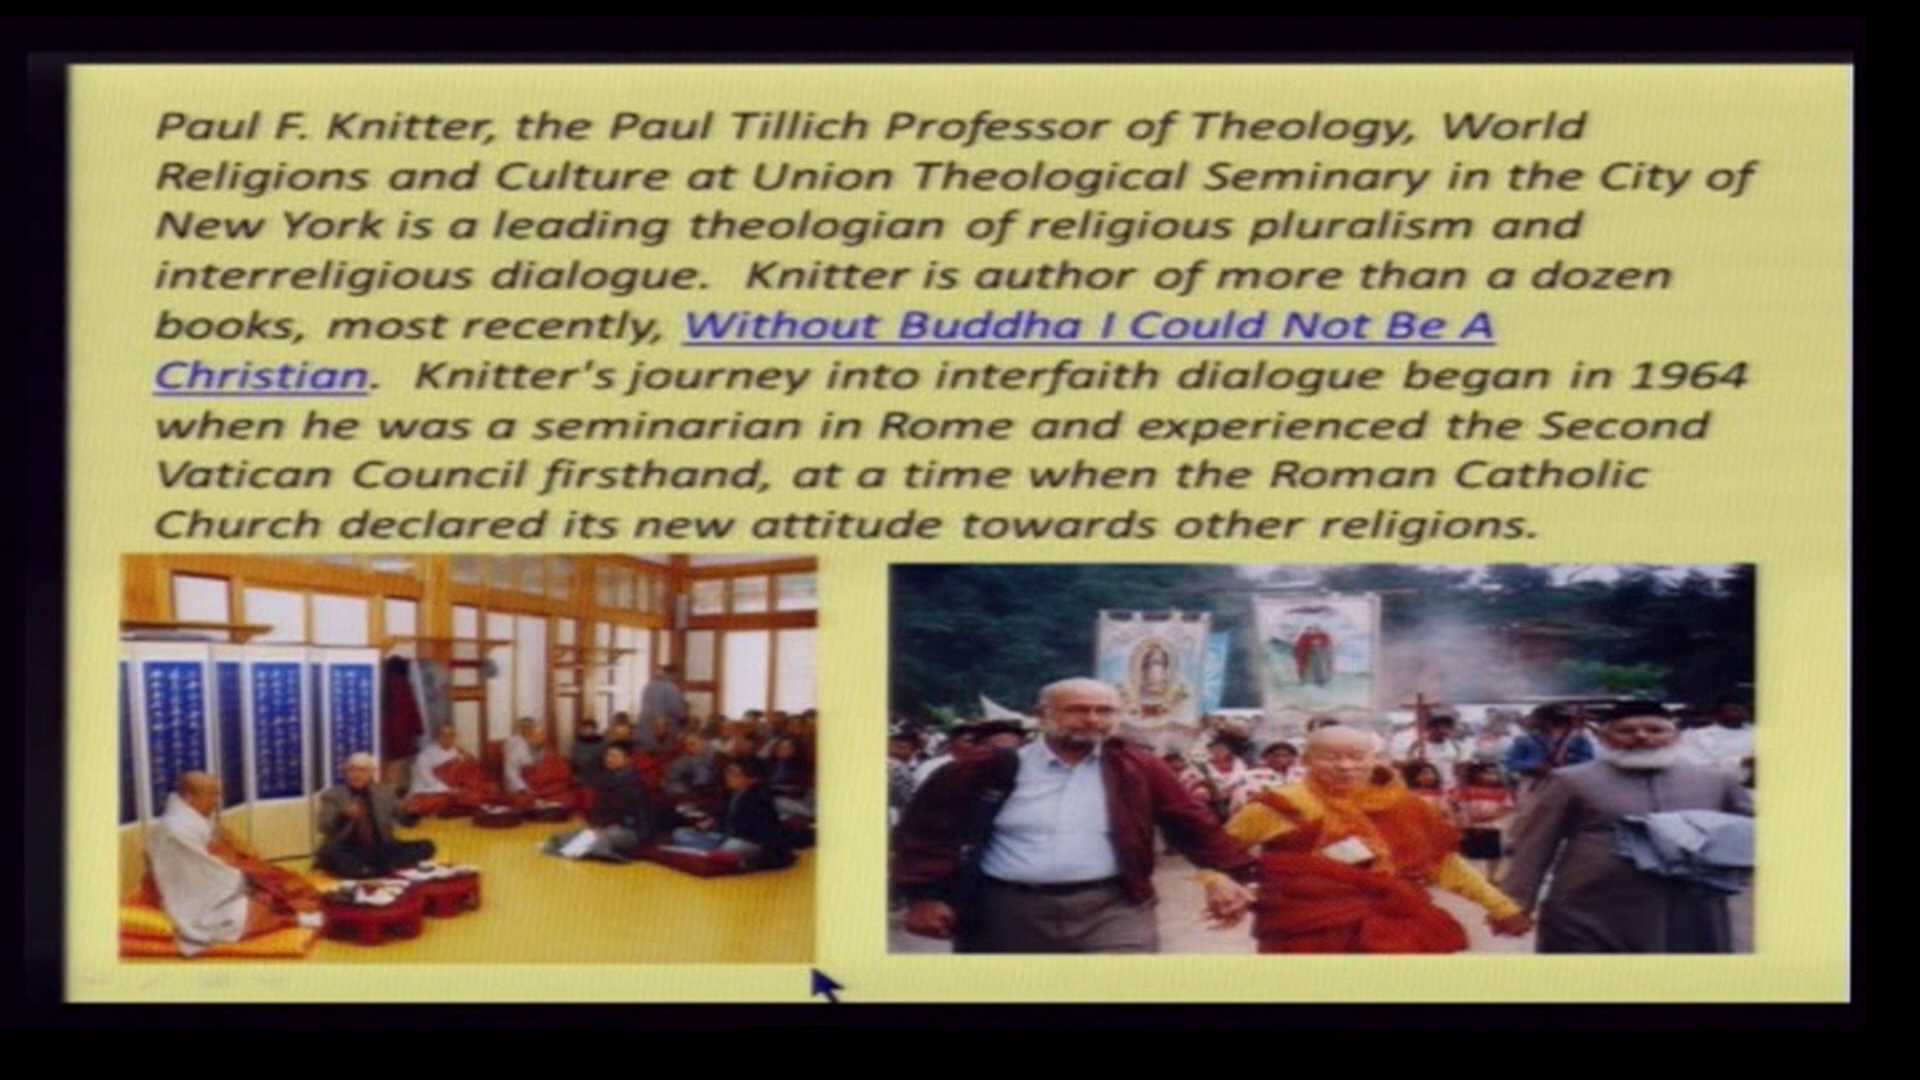 Paul F. Knitter, the Paul Tillich Professor of Theology, World
Religions and Culture at Union Theological Seminary in the City of
New York is a leading theologian of religious pluralism and
interreligious dialogue.  Knitter is author of more than a dozen
books, most recently, Without Buddha I Could Not Be A
Christian.  Knitter's journey into interfaith dialogue began in 1964
when he was a seminarian in Rome and experienced the Second
Vatican Council firsthand, at a time when the Roman Catholic
Church declared its new attitude towards other religions.